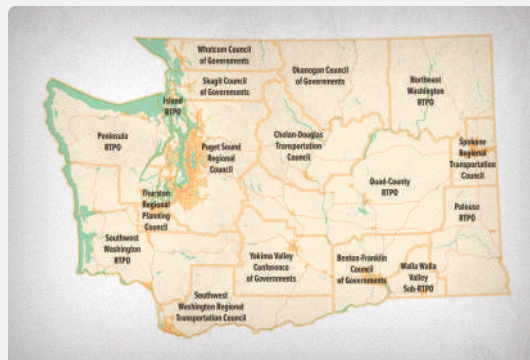 Whatcom Council
of Governments
Skagit Council
of Governments
Okanogan Council
of Governments
Northeast
Washington
RTPO
Island
RTPO
Peninsula
RTPO
Puget Sound
Regional
Council
Chelan-Douglas
Transportation
Council
Spokane
Regional
Transportation
Council
Quad-County
RTPO
Thurston
Regional
Planning
Council
Palouse
RTPO
Southwest
Washington
RTPO
Yakima Valley
Conference
of Governments
Benton-Franklin
Council
of Governments
Walla Walla
Valley
Sub-RTPO
Southwest
Washington Regional
Transportation Council